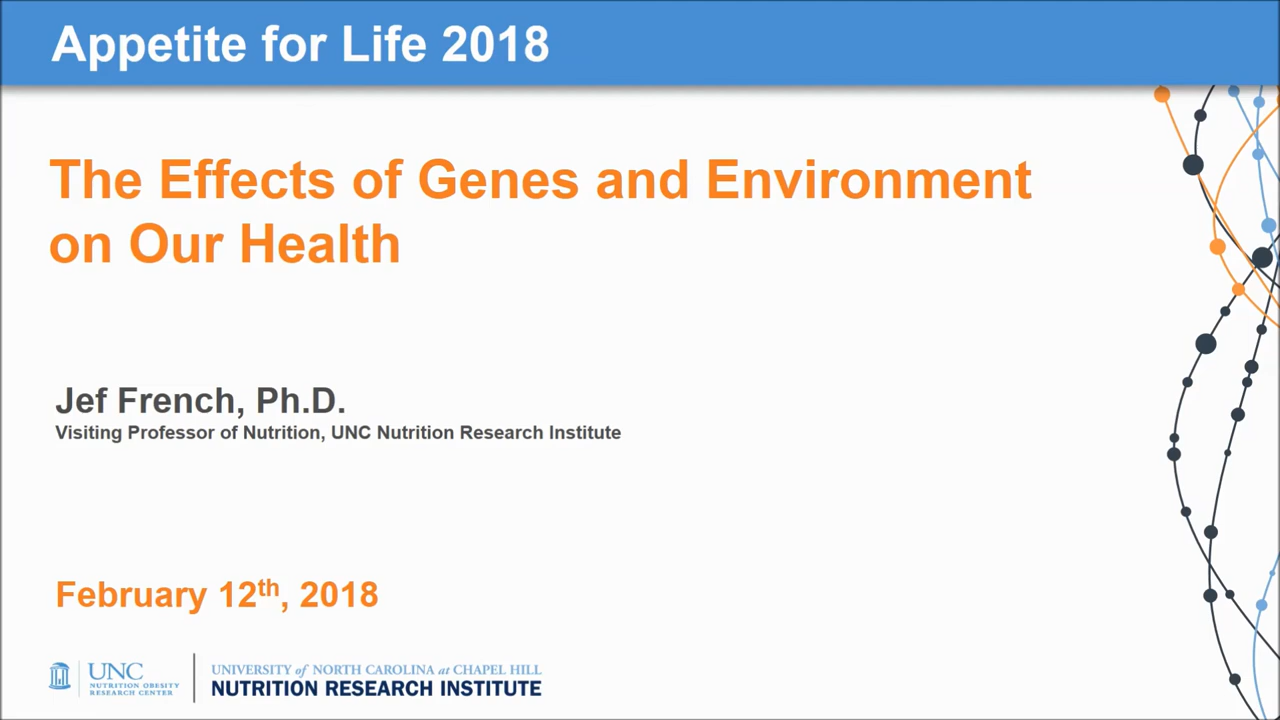 Appetite for Life 2018
The Effects of Genes and Environment
on Our Health
Jef French, Ph.D.
Visiting Professor of Nutrition, UNC Nutrition Research Institute
February 12th, 2018
UNC
NUTRITION OBESITY
RESEARCH CENTER
UNIVERSITY of NORTH CAROLINA at CHAPEL HILL
NUTRITION RESEARCH INSTITUTE